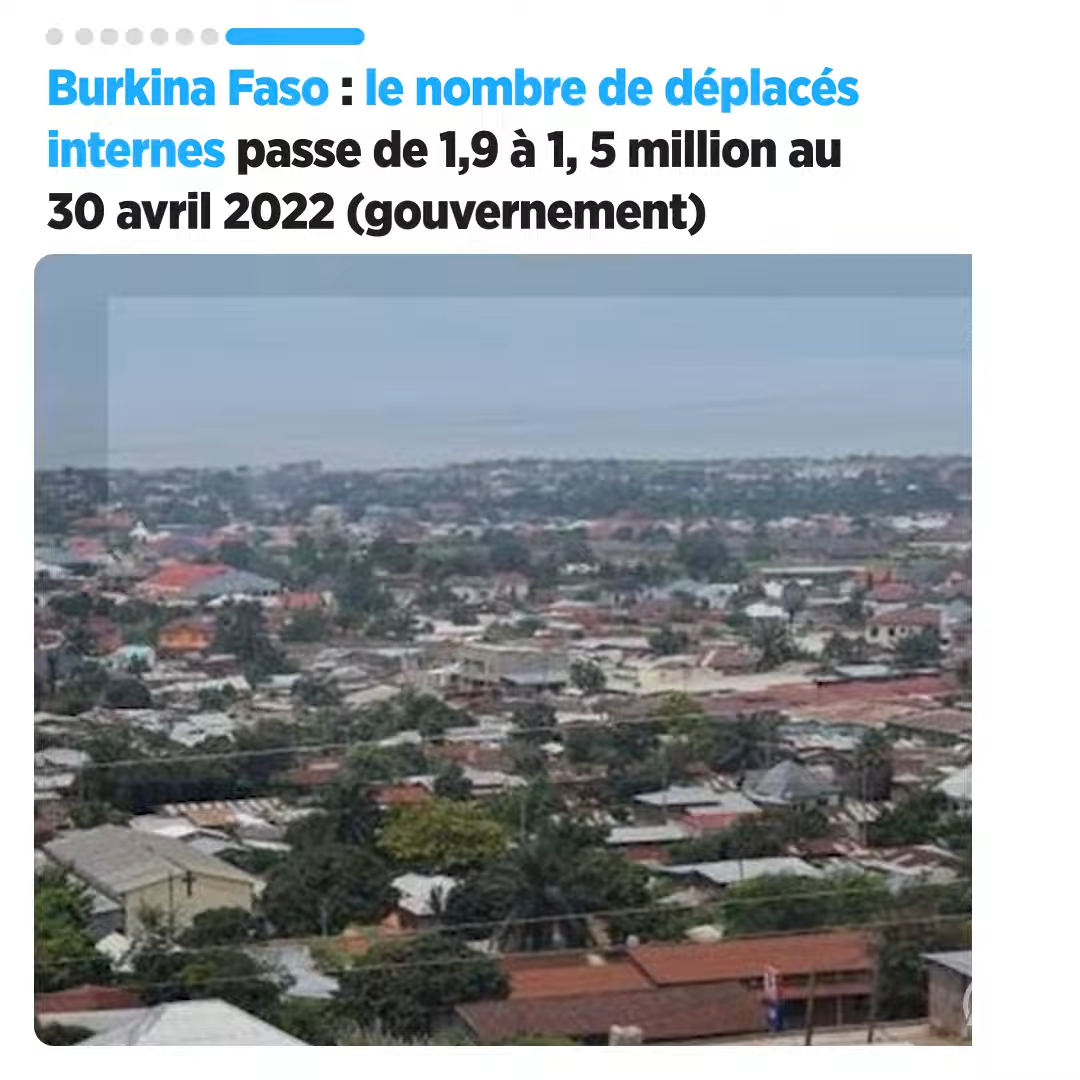 Burkina Faso : le nombre de déplacés
internes passe de 1,9 à 1, 5 million au
30 avril 2022 (gouvernement)